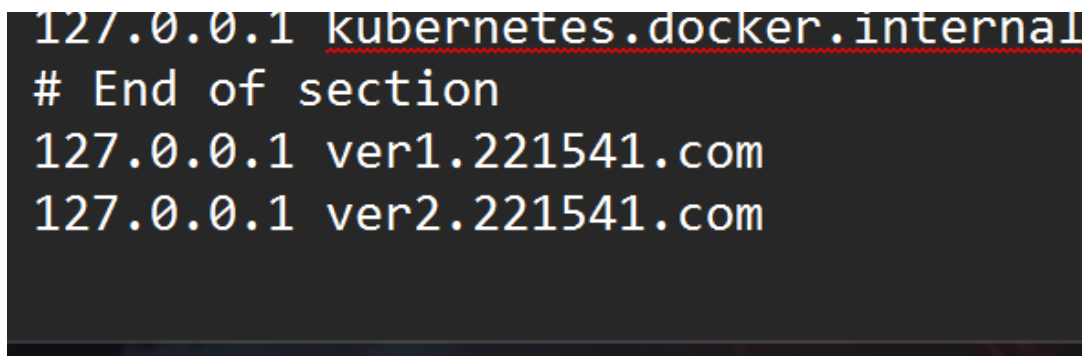 127.0.0.1 kubernetes.docker.internal
# End of section
127.0.0.1 ver1.221541.com
127.0.0.1 ver2.221541.com